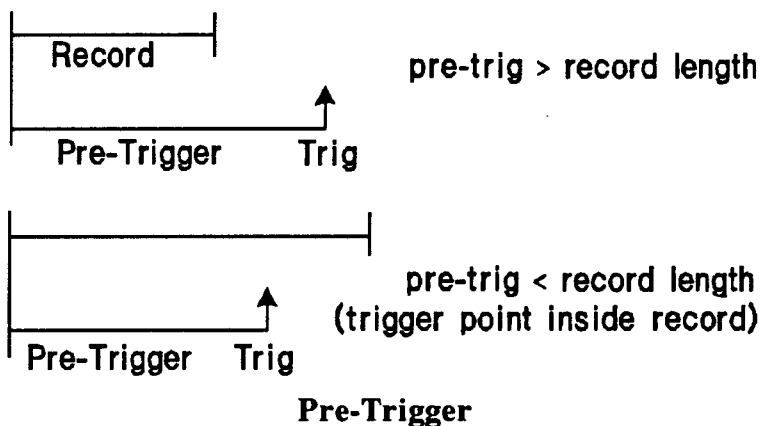 Record
pre-trig > record length
Pre-Trigger Trig
pre-trig < record length
(trigger point inside record)
Pre-Trigger Trig
Pre-Trigger